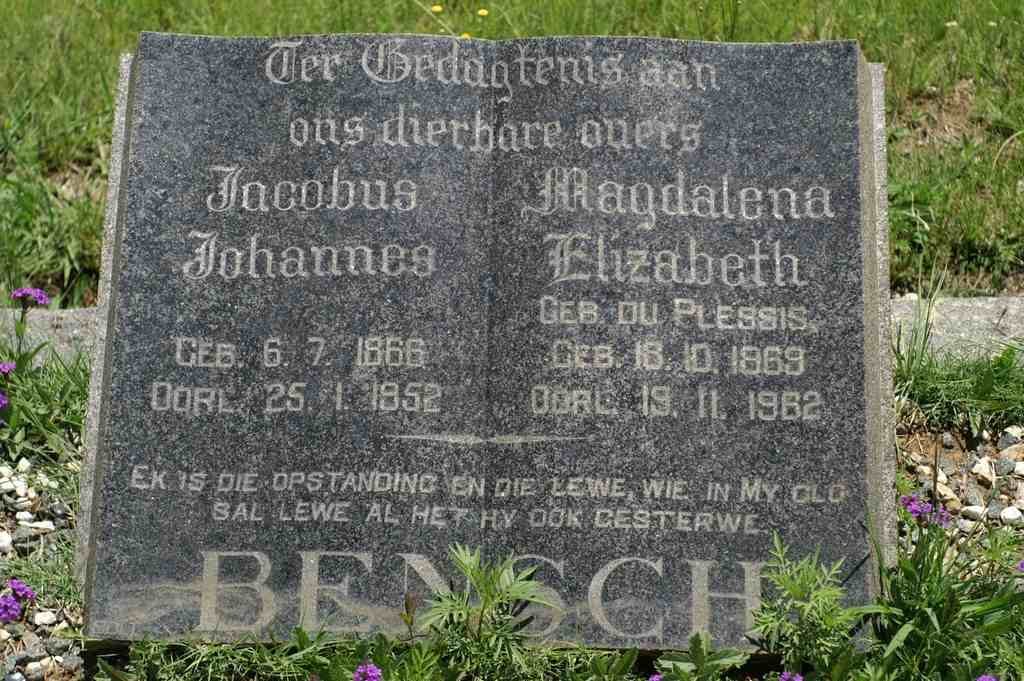 Ter Gedagtenis aan
ons dierbare ouers
Jacobus
Johannes
GEB. 6. 7. 1866
OORL. 25. 1. 1952
Magdalena
Elizabeth
GEB. DU PLESSIS.
GEB. 18. 10. 1869
OORL. 19. 11. 1962
EK IS DIE OPSTANDING EN DIE LEWE, WIE IN MY GLO
SAL LEWE AL HET HY OOK GESTERWE.
BENSCH